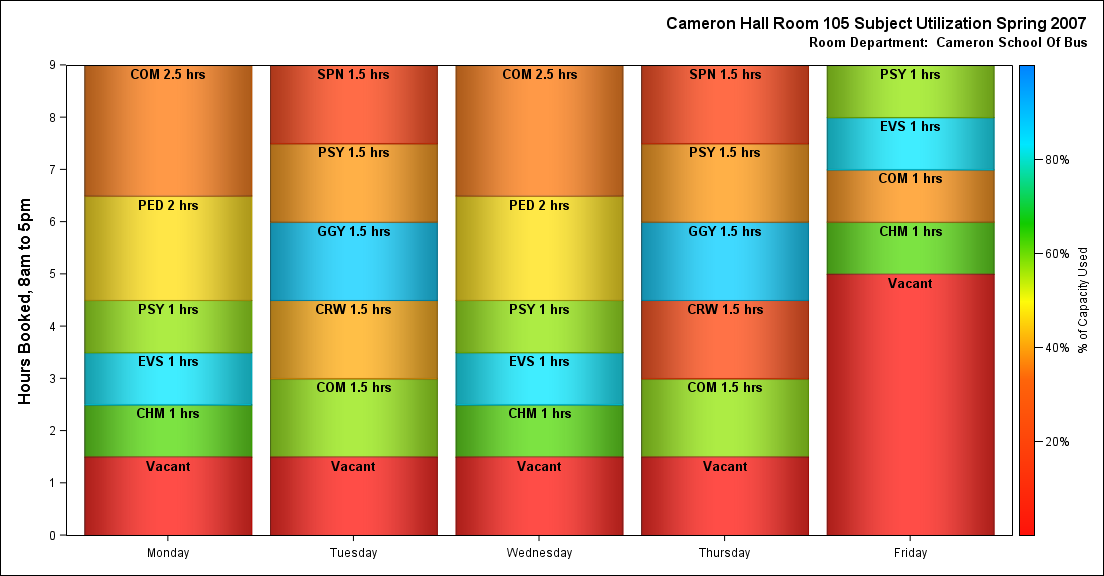 Cameron Hall Room 105 Subject Utilization Spring 2007
Room Department:  Cameron School Of Bus
Hours Booked, 8am to 5pm
9
8
7
6
5
4
3
2
1
0
COM 2.5 hrs
PED 2 hrs
PSY 1 hrs
EVS 1 hrs
CHM 1 hrs
Vacant
Monday
SPN 1.5 hrs
PSY 1.5 hrs
GGY 1.5 hrs
CRW 1.5 hrs
COM 1.5 hrs
Vacant
Tuesday
COM 2.5 hrs
PED 2 hrs
PSY 1 hrs
EVS 1 hrs
CHM 1 hrs
Vacant
Wednesday
SPN 1.5 hrs
PSY 1.5 hrs
GGY 1.5 hrs
CRW 1.5 hrs
COM 1.5 hrs
Vacant
Thursday
PSY 1 hrs
EVS 1 hrs
COM 1 hrs
CHM 1 hrs
Vacant
Friday
80%
60%
40%
20%
% of Capacity Used